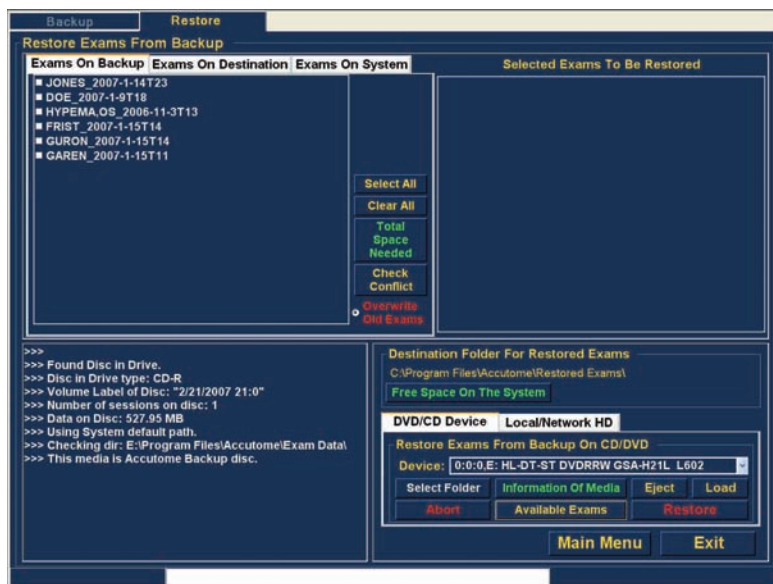 Backup
Restore
Restore Exams From Backup
Exams On Backup
Exams On Destination
Exams On System
JONES_2007-1-14T23
DOE_2007-1-9T18
HYPEMA,OS_2006-11-3T13
FRIST_2007-1-15T14
GURON_2007-1-15T14
GAREN_2007-1-15T11
Select All
Clear All
Total
Space
Needed
Check
Conflict
Overwrite
Old Exams
Selected Exams To Be Restored
>>>
>>> Found Disc in Drive.
>>> Disc in Drive type: CD-R
>>> Volume Label of Disc: "2/21/2007 21:0"
>>> Number of sessions on disc: 1
>>> Data on Disc: 527.95 MB
>>> Using System default path.
>>> Checking dir: E:\Program Files\Accutome\Exam Data\
>>> This media is Accutome Backup disc.
Destination Folder For Restored Exams
C:\Program Files\Accutome\Restored Exams\
Free Space On The System
DVD/CD Device
Local/Network HD
Restore Exams From Backup On CD/DVD
Device: 0:0:0,E: HL-DT-ST DVDRRW GSA-H21L L602
Select Folder
Information Of Media
Eject
Load
Abort
Available Exams
Restore
Main Menu
Exit